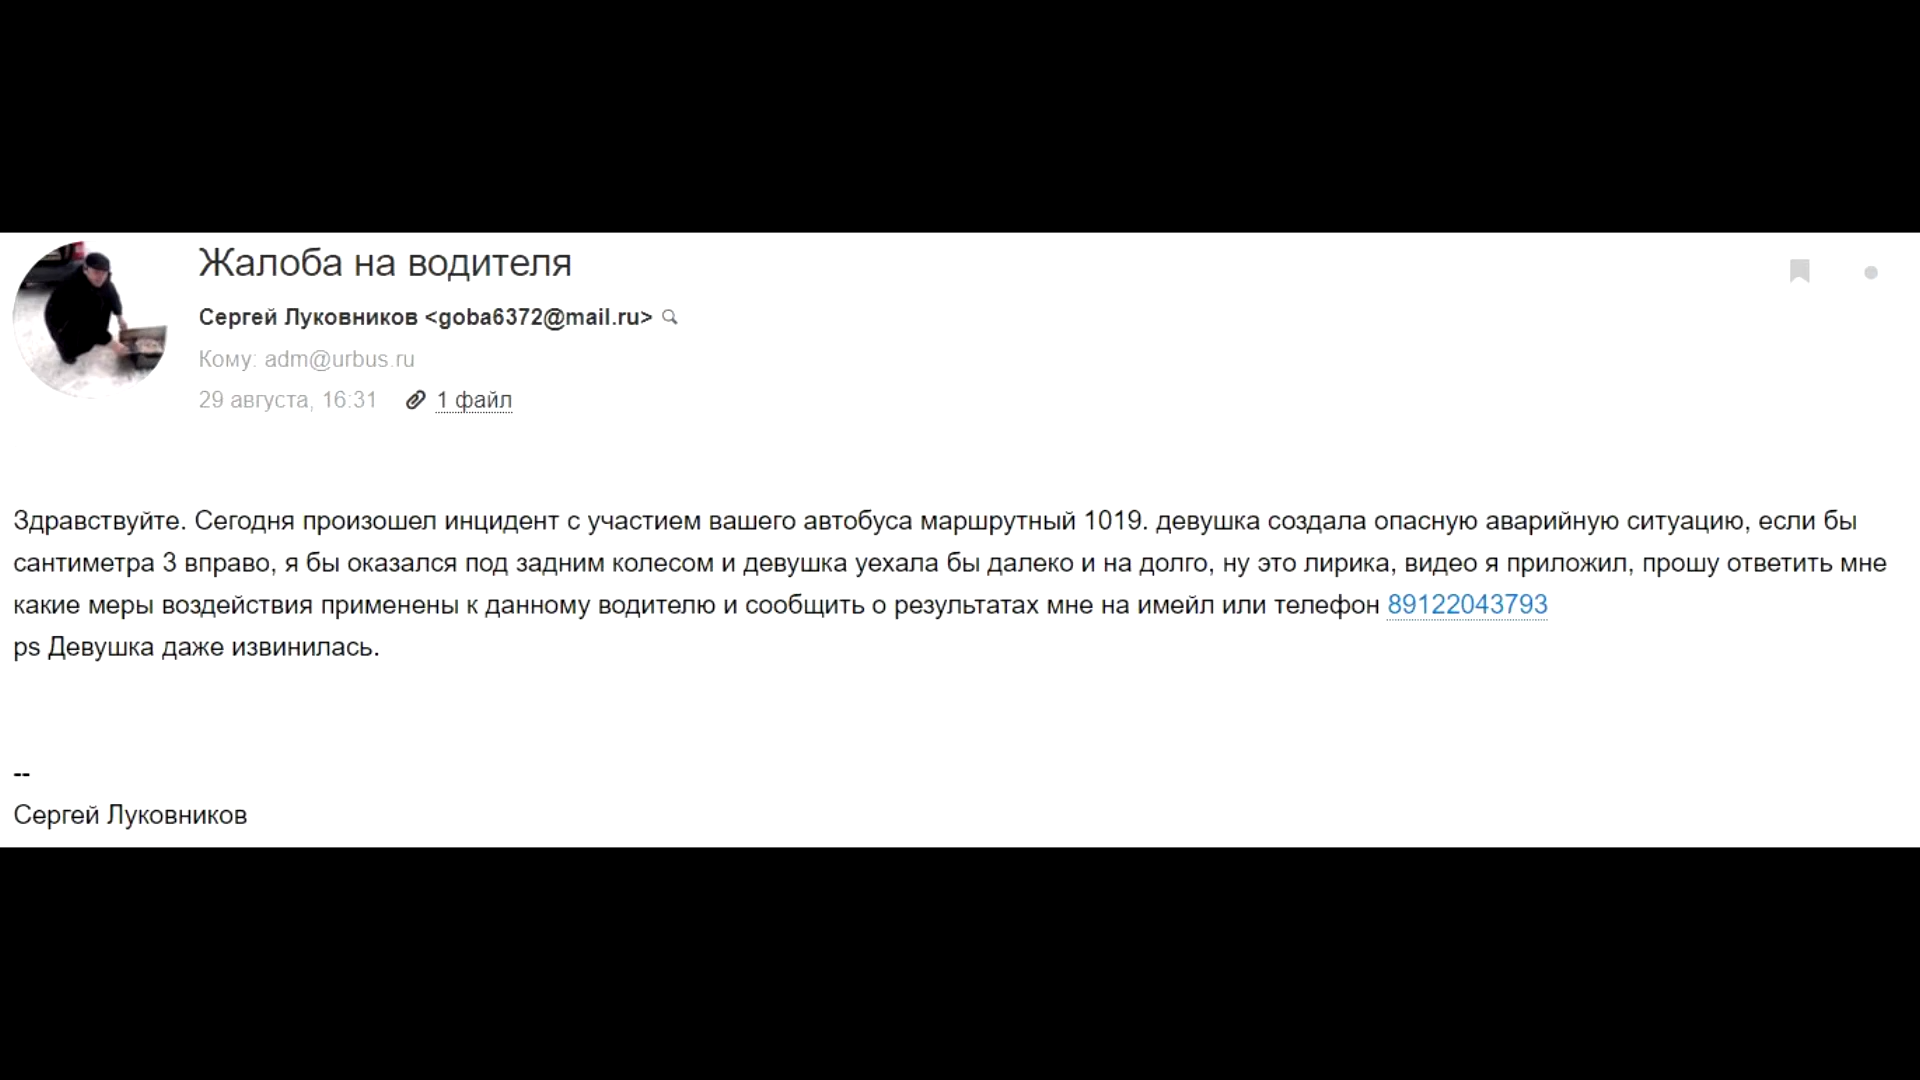 Жалоба на водителя
Сергей Луковников <goba6372@mail.ru>
Кому: adm@urbus.ru
29 августа, 16:31 1 файл
Здравствуйте. Сегодня произошел инцидент с участием вашего автобуса маршрутный 1019. девушка создала опасную аварийную ситуацию, если бы
сантиметра 3 вправо, я бы оказался под задним колесом и девушка уехала бы далеко и на долго, ну это лирика, видео я приложил, прошу ответить мне
какие меры воздействия применены к данному водителю и сообщить о результатах мне на имейл или телефон 89122043793
ps Девушка даже извинилась.
--
Сергей Луковников